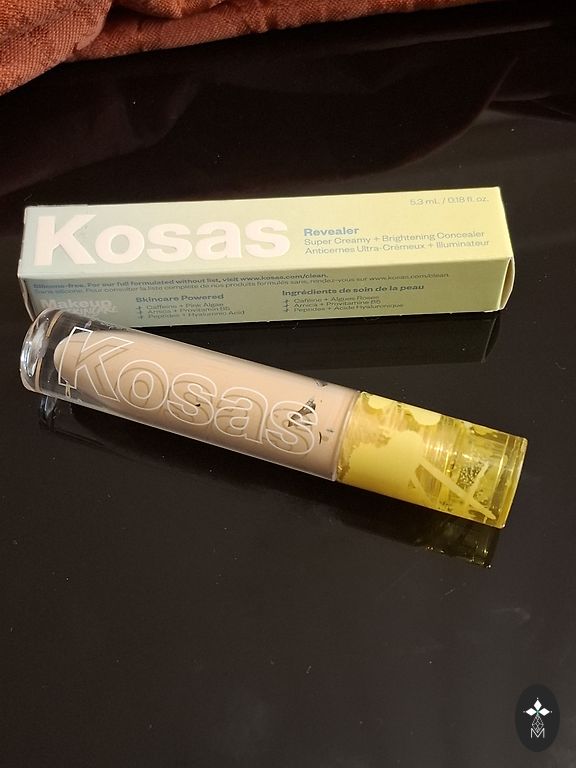 Kosas
5.3 mL / 0.18 fl. oz.
Revealer
Super Creamy + Brightening Concealer
Anticernes Ultra-Crémeux + Illuminateur
Silicone-free. For our full formulated without list, visit www.kosas.com/clean.
Sans silicone. Pour consulter la liste complète de nos produits formulés sans, rendez-vous sur www.kosas.com/clean.
Makeup
Skincare Powered
+ Caffeine + Pink Algae
+ Arnica + Provitamin B5
+ Peptides + Hyaluronic Acid
Ingrédients de soin de la peau
+ Caféine + Algues Roses
+ Arnica + Provitamine B5
+ Peptides + Acide Hyaluronique
Kosas
M